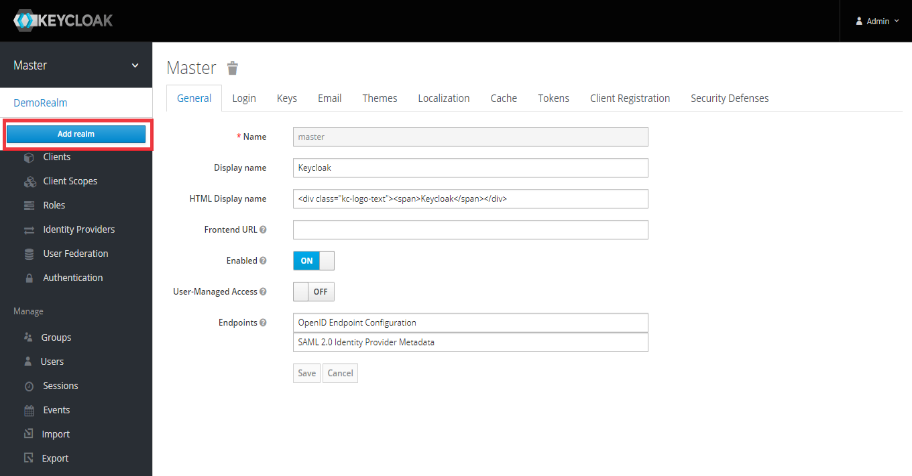 KEYCLOAK
Admin
Master
DemoRealm
Add realm
Clients
Client Scopes
Roles
Identity Providers
User Federation
Authentication
Manage
Groups
Users
Sessions
Events
Import
Export
Master
General Login Keys Email Themes Localization Cache Tokens Client Registration Security Defenses
* Name master
Display name Keycloak
HTML Display name <div class="kc-logo-text"><span>Keycloak</span></div>
Frontend URL
Enabled ON
User-Managed Access OFF
Endpoints OpenID Endpoint Configuration
SAML 2.0 Identity Provider Metadata
Save Cancel